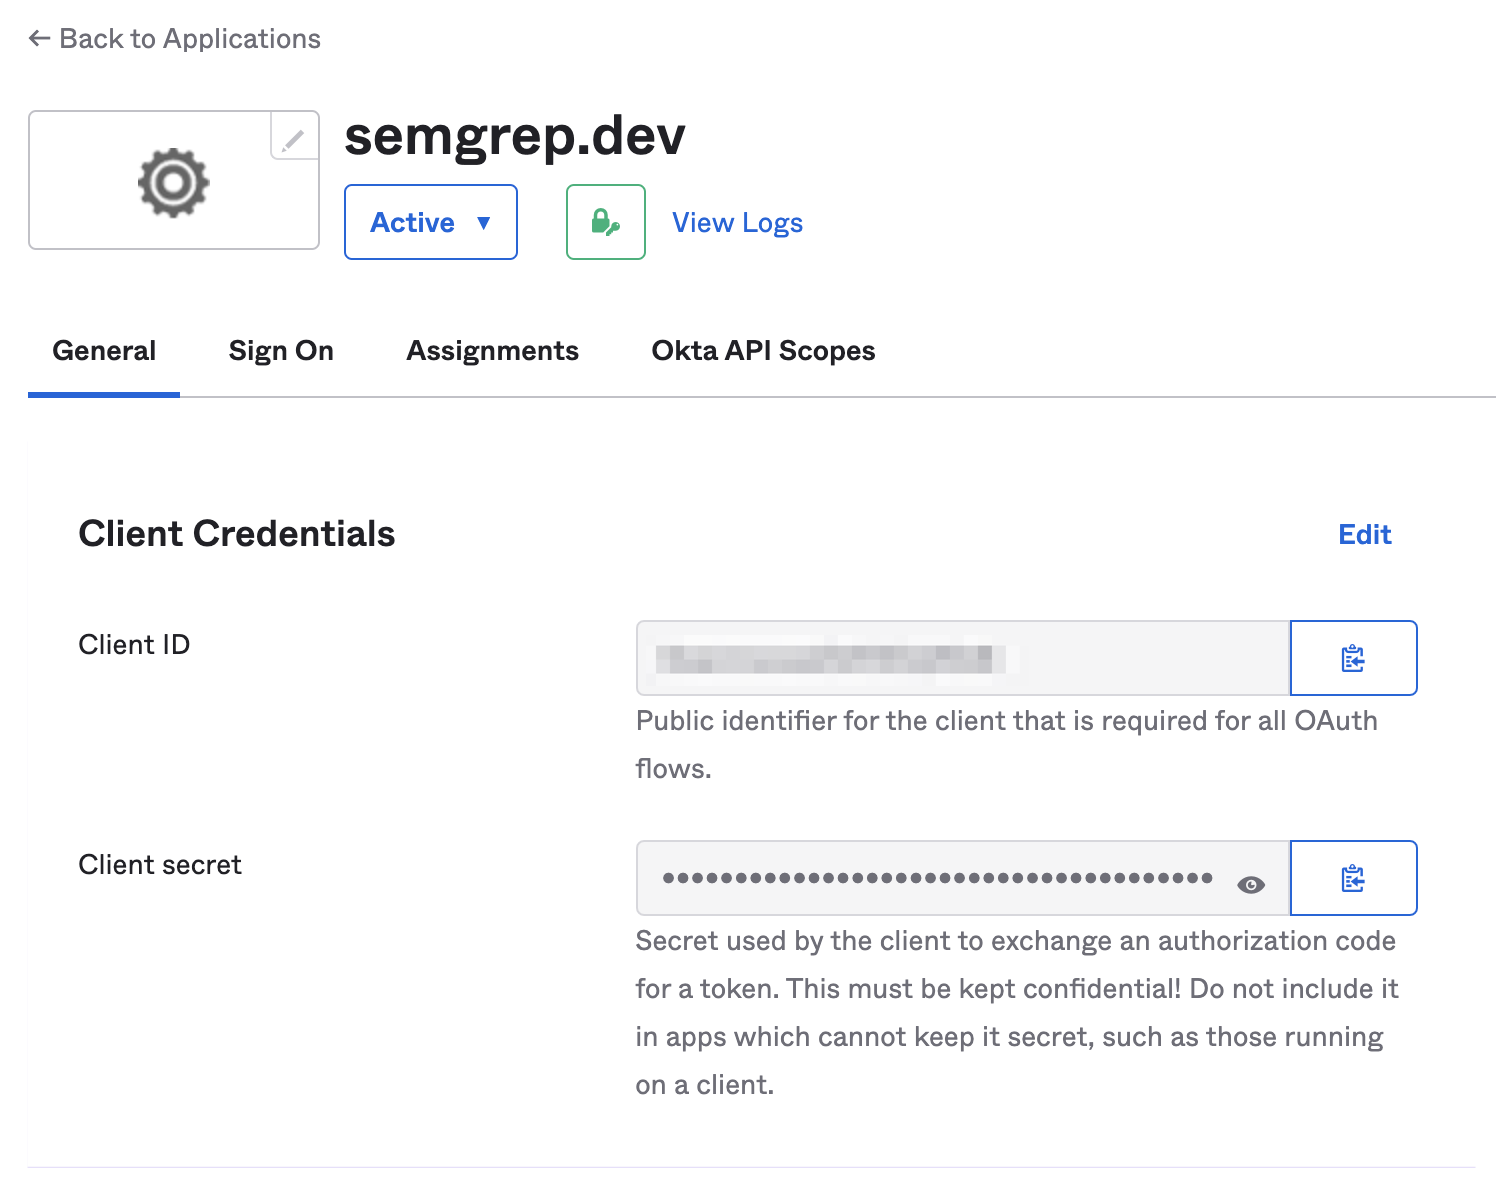 ← Back to Applications
semgrep.dev
Active ▼
View Logs
General Sign On Assignments Okta API Scopes
Client Credentials
Edit
Client ID
Public identifier for the client that is required for all OAuth
flows.
Client secret
••••••••••••••••••••••••••••••••••••••
Secret used by the client to exchange an authorization code
for a token. This must be kept confidential! Do not include it
in apps which cannot keep it secret, such as those running
on a client.